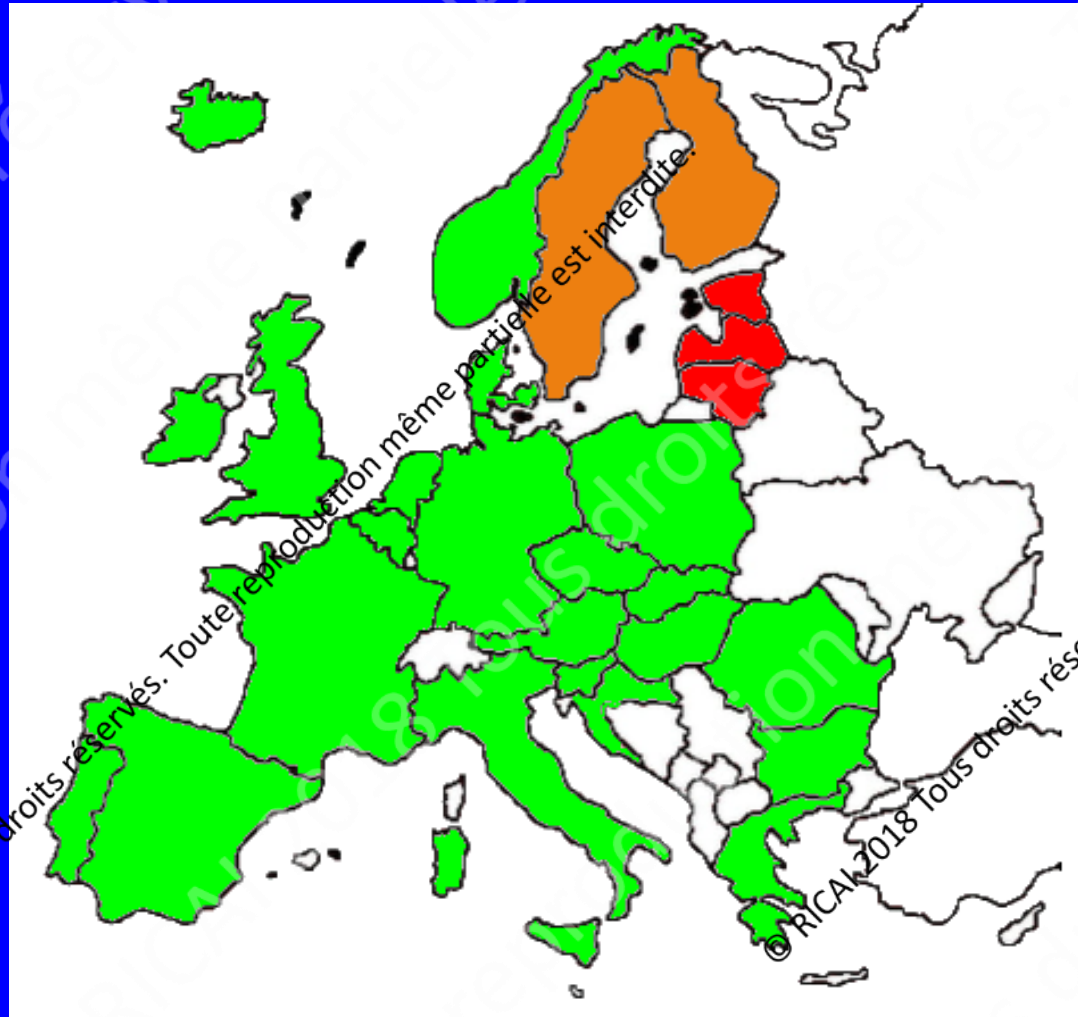 droits réservés. Toute reproduction même partielle est interdite.
© RICAI 2018 Tous droits rése